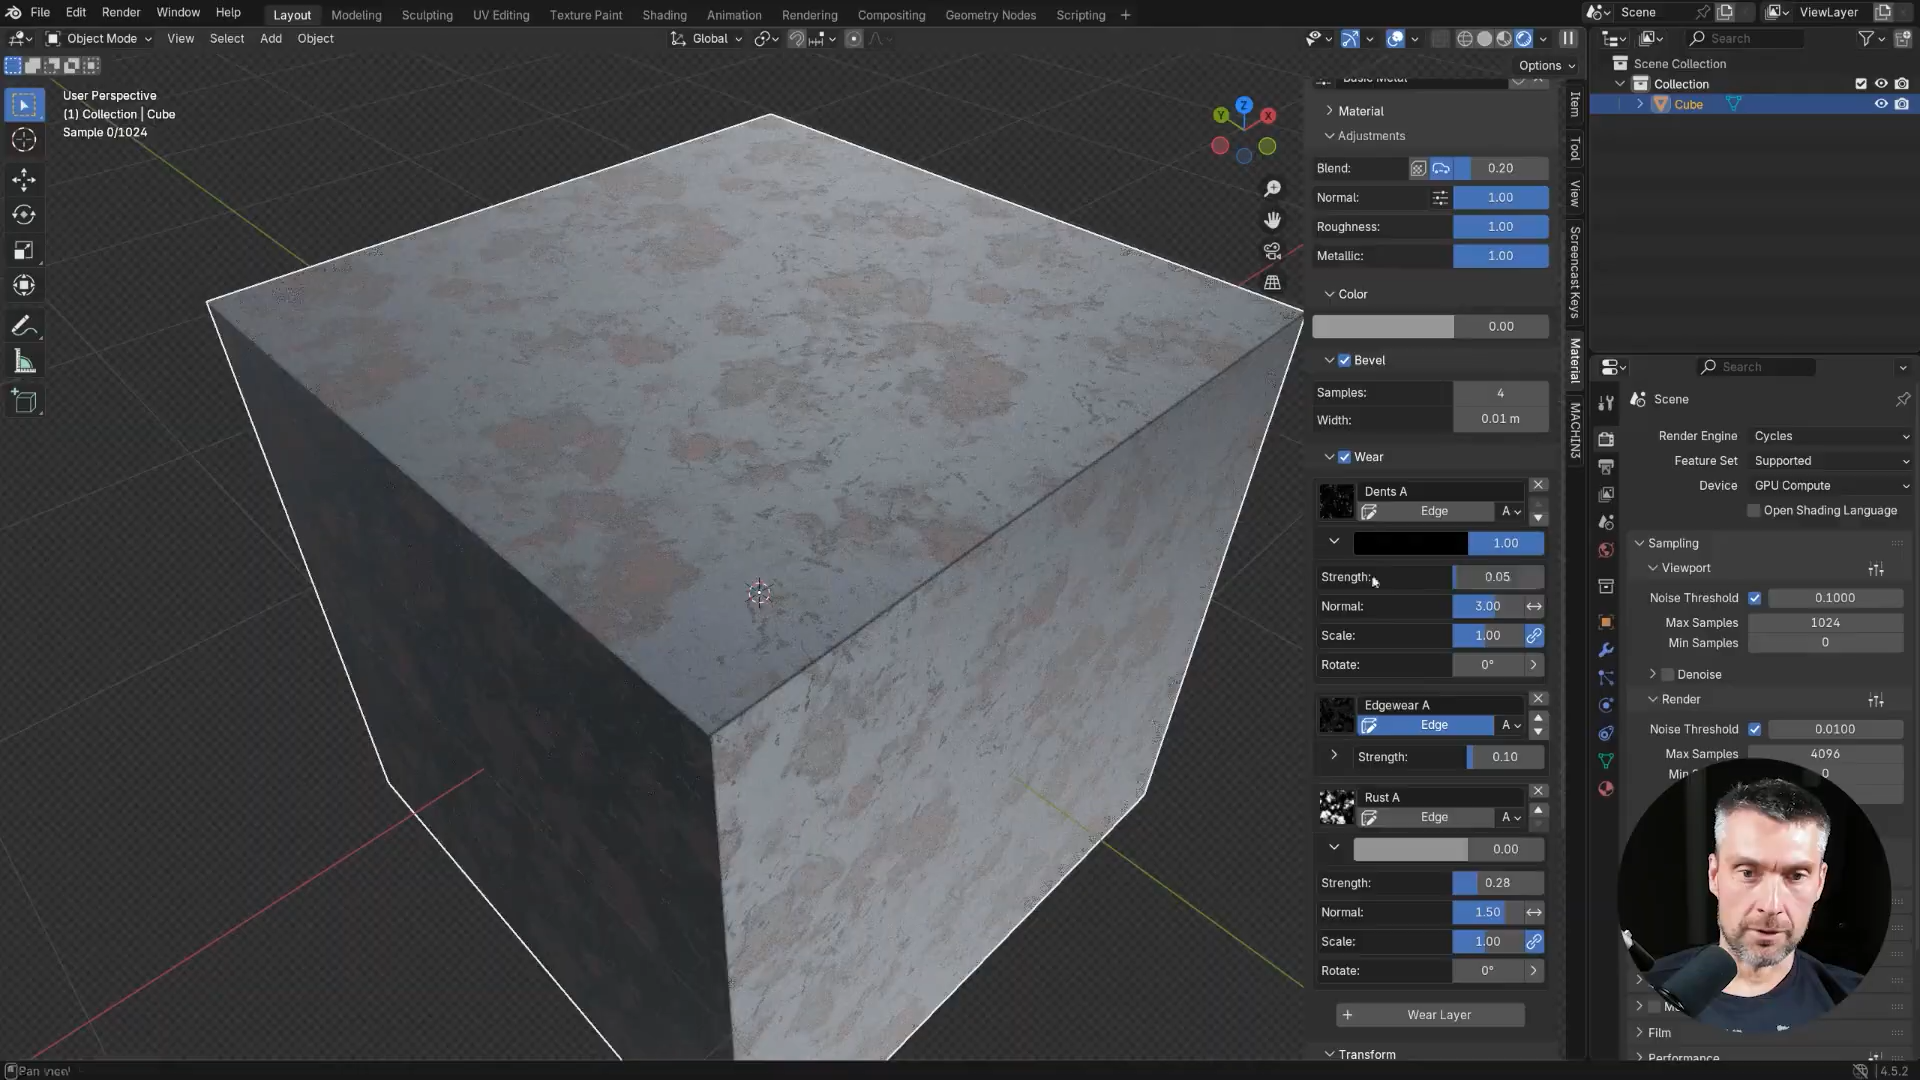 File Edit Render Window Help Layout Modeling Sculpting UV Editing Texture Paint Shading Animation Rendering Compositing Geometry Nodes Scripting + Scene ViewLayer
Object Mode View Select Add Object Global Search
Options
User Perspective
(1) Collection | Cube
Sample 0/1024
Z
Y
X
Basic Metal
Material
Adjustments
Blend: 0.20
Normal: 1.00
Roughness: 1.00
Metallic: 1.00
Color
0.00
Bevel
Samples: 4
Width: 0.01 m
Wear
Dents A
Edge A
1.00
Strength: 0.05
Normal: 3.00
Scale: 1.00
Rotate: 0°
Edgewear A
Edge A
Strength: 0.10
Rust A
Edge A
0.00
Strength: 0.28
Normal: 1.50
Scale: 1.00
Rotate: 0°
+ Wear Layer
Transform
Item
Tool
View
Screencast Keys
Material
MACHIN3
Scene Collection
Collection
Cube
Search
Scene
Render Engine Cycles
Feature Set Supported
Device GPU Compute
Open Shading Language
Sampling
Viewport
Noise Threshold 0.1000
Max Samples 1024
Min Samples 0
Denoise
Render
Noise Threshold 0.0100
Max Samples 4096
0
Film
Performance
Pan View
4.5.2